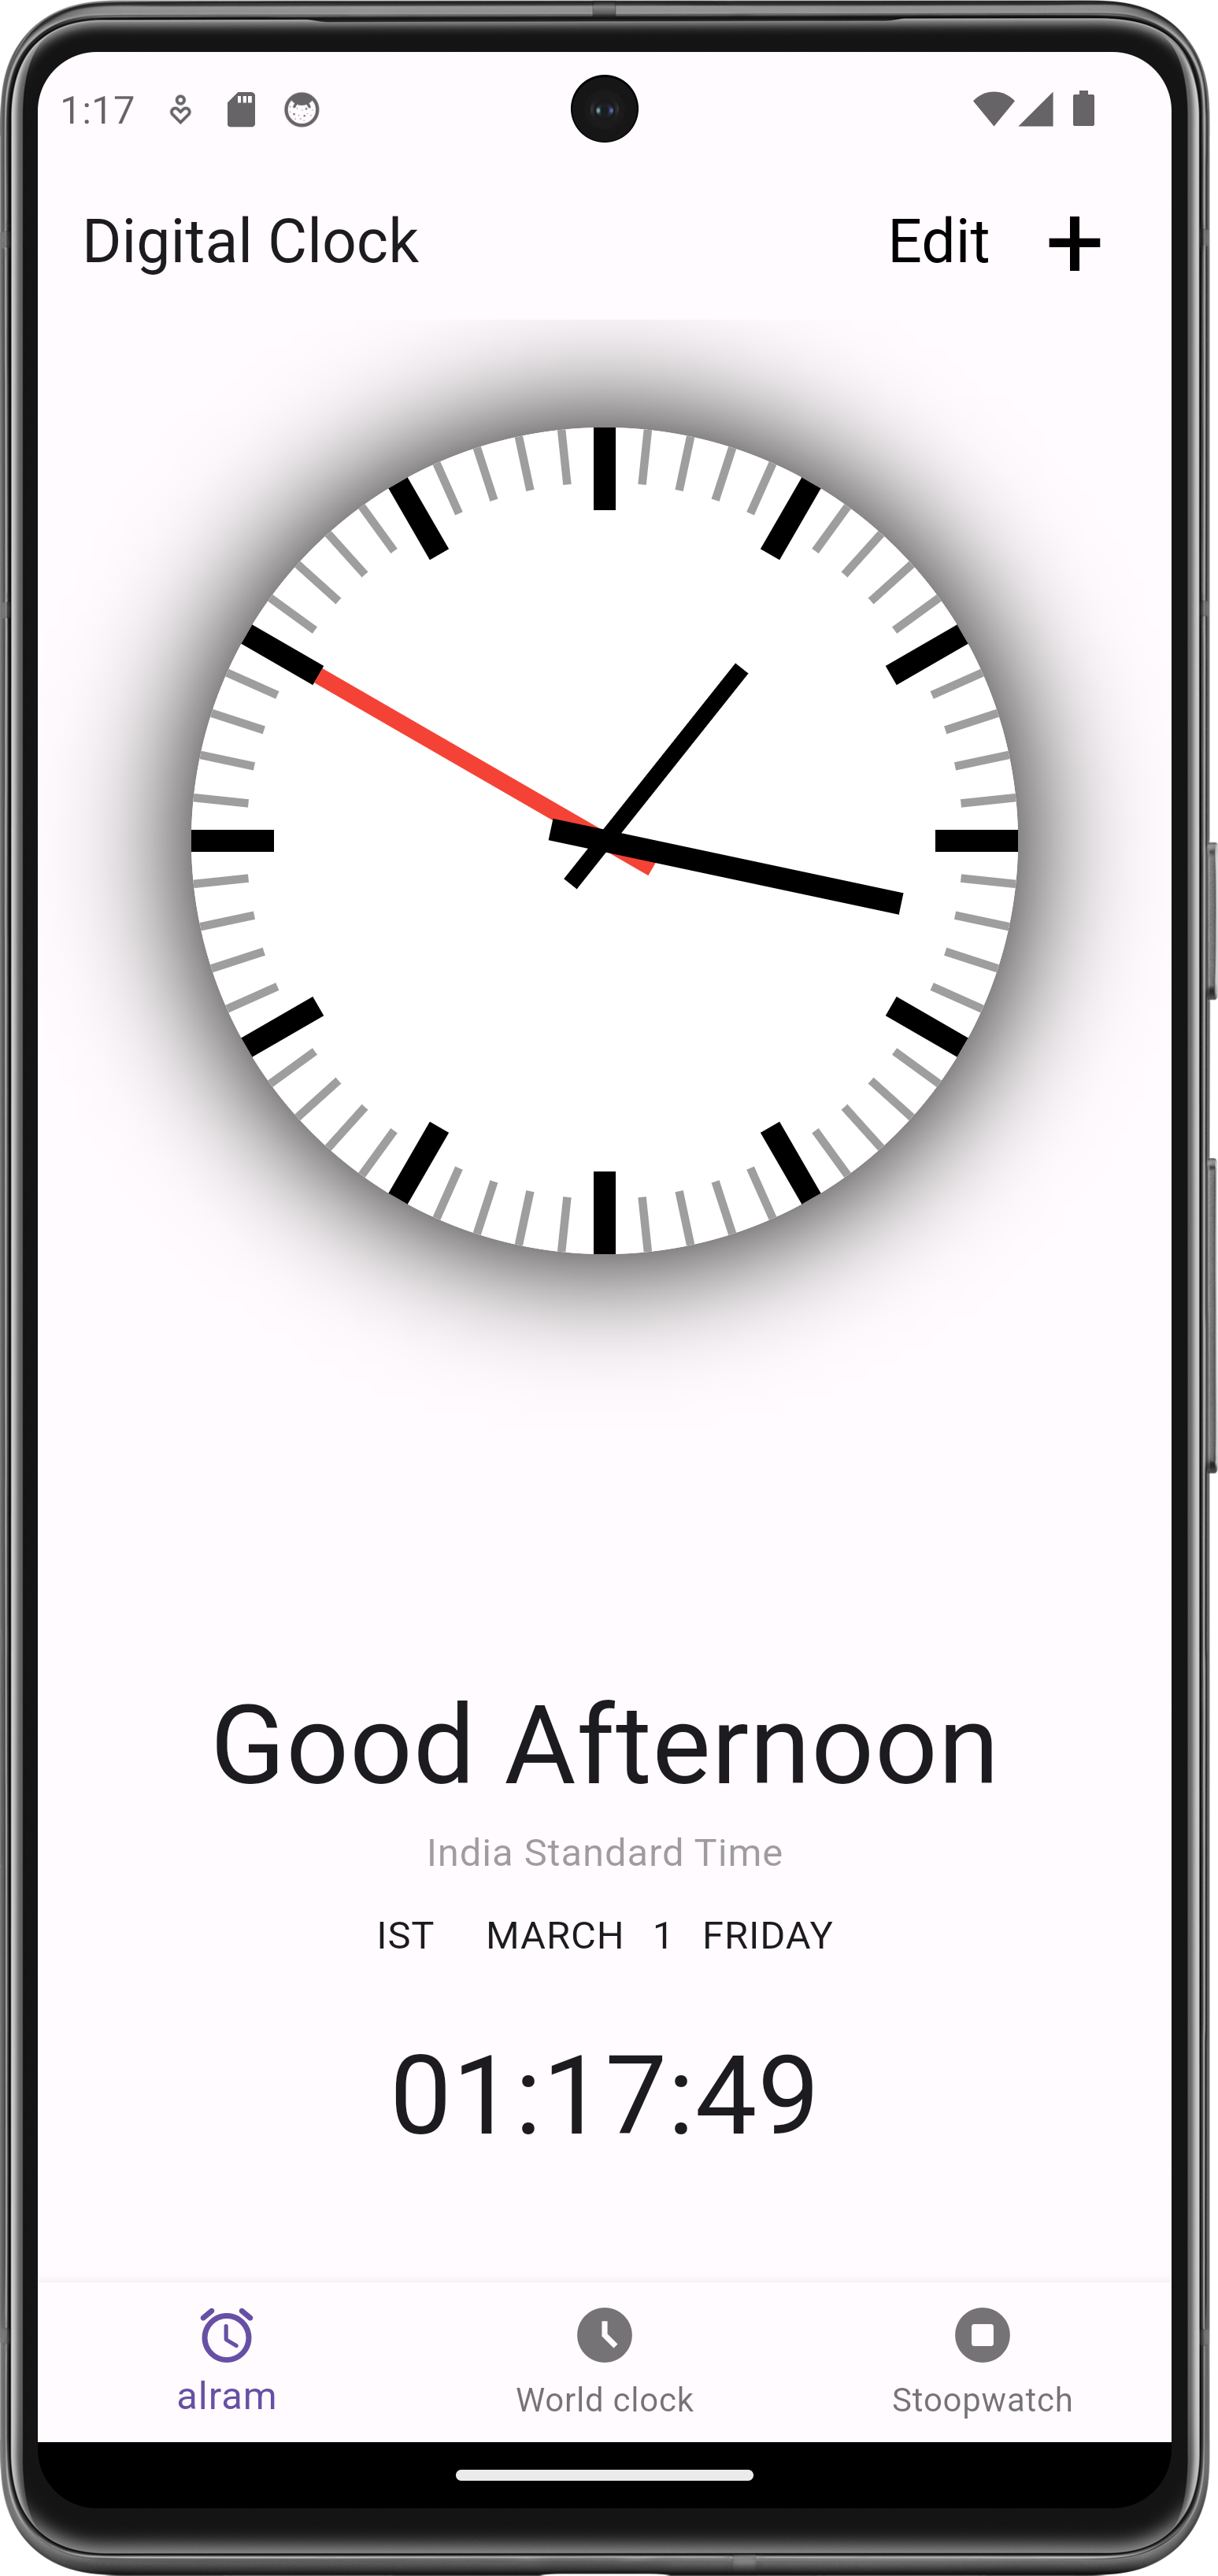 1:17
Digital Clock Edit +
Good Afternoon
India Standard Time
IST MARCH 1 FRIDAY
01:17:49
alram World clock Stoopwatch